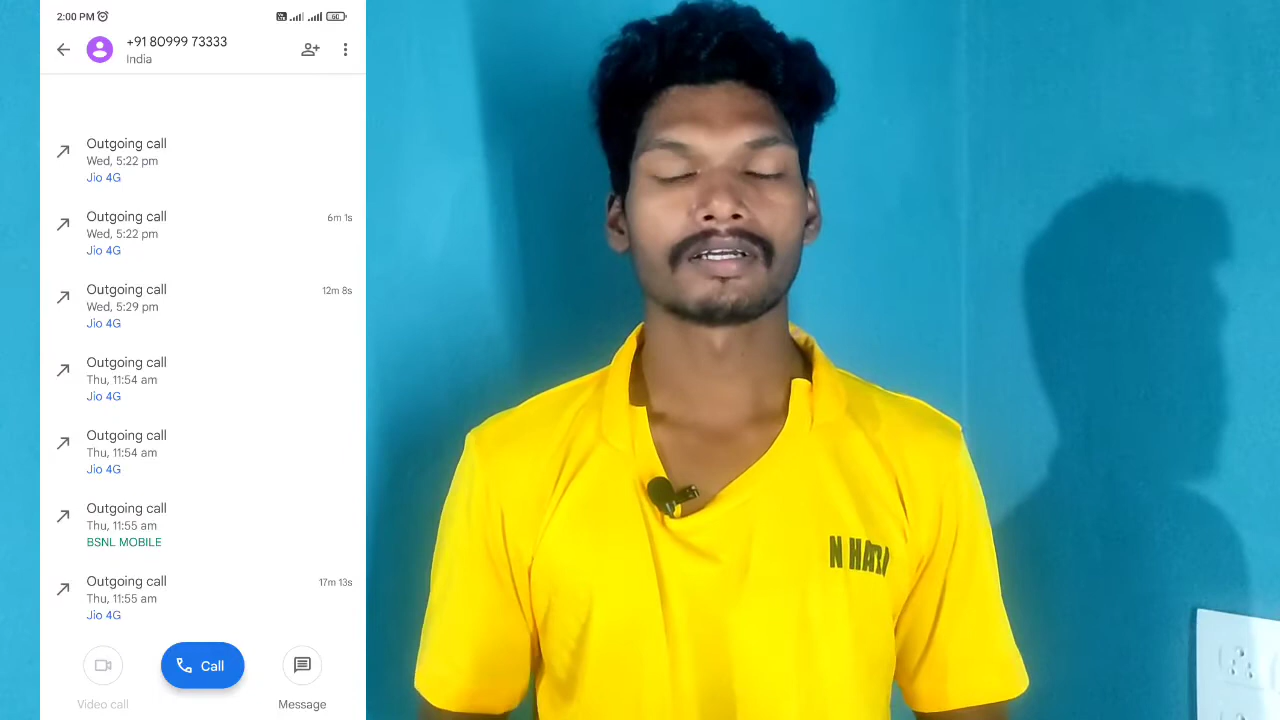 2:00 PM
60
+91 80999 73333
India
Outgoing call
Wed, 5:22 pm
Jio 4G
Outgoing call
6m 1s
Wed, 5:22 pm
Jio 4G
Outgoing call
12m 8s
Wed, 5:29 pm
Jio 4G
Outgoing call
Thu, 11:54 am
Jio 4G
Outgoing call
Thu, 11:54 am
Jio 4G
Outgoing call
Thu, 11:55 am
BSNL MOBILE
Outgoing call
17m 13s
Thu, 11:55 am
Jio 4G
Call
Video call
Message
N